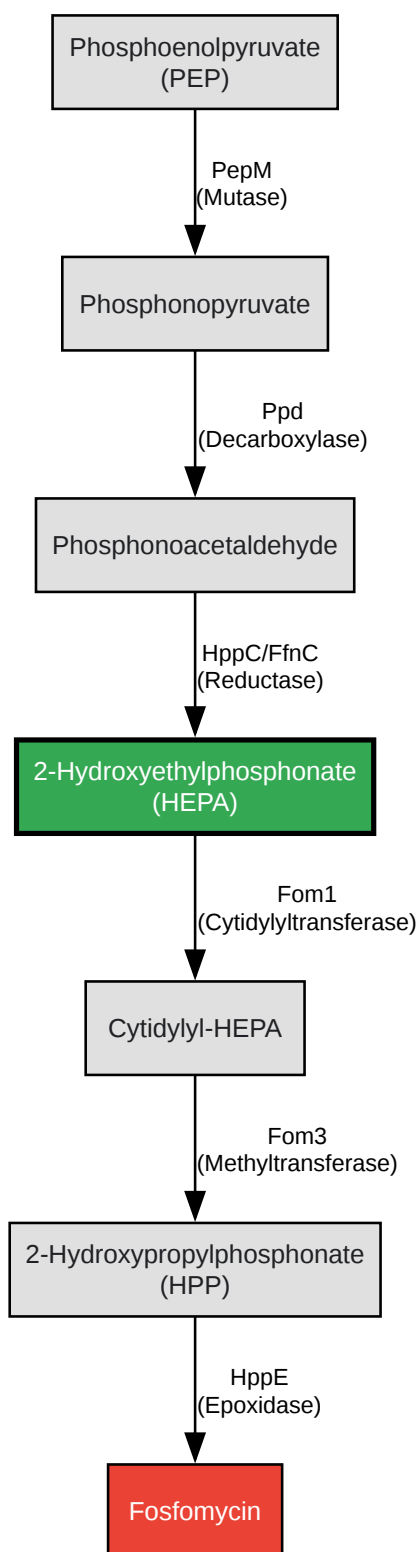 Phosphoenolpyruvate
(PEP)
PepM
(Mutase)
Phosphonopyruvate
Ppd
(Decarboxylase)
Phosphonoacetaldehyde
HppC/FfnC
(Reductase)
2-Hydroxyethylphosphonate
(HEPA)
Fom1
(Cytidylyltransferase)
Cytidylyl-HEPA
Fom3
(Methyltransferase)
2-Hydroxypropylphosphonate
(HPP)
HppE
(Epoxidase)
Fosfomycin